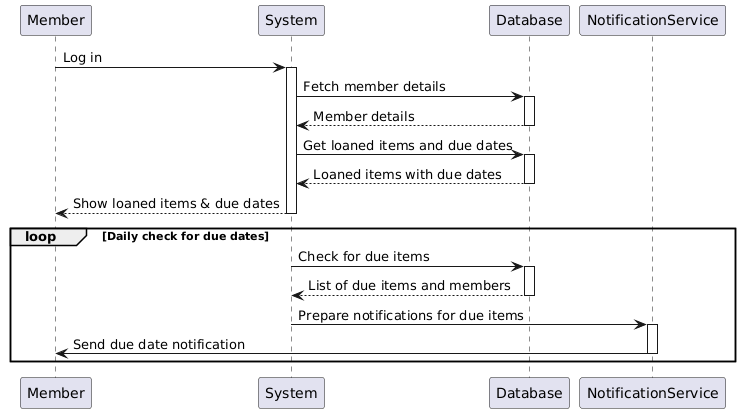 Member System Database NotificationService
Log in
Fetch member details
Member details
Get loaned items and due dates
Loaned items with due dates
Show loaned items & due dates
loop [Daily check for due dates]
Check for due items
List of due items and members
Prepare notifications for due items
Send due date notification
Member System Database NotificationService